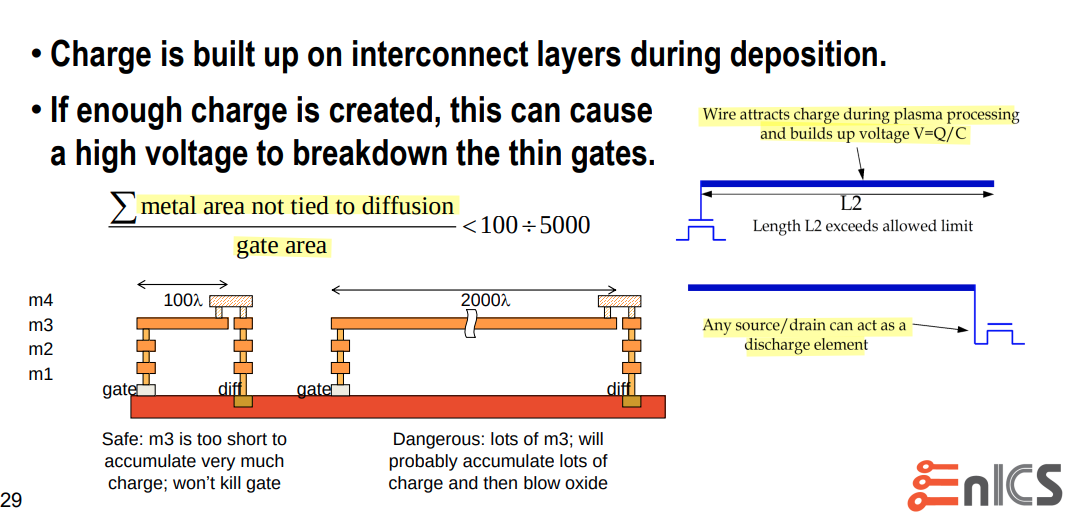 • Charge is built up on interconnect layers during deposition.
• If enough charge is created, this can cause
a high voltage to breakdown the thin gates.
∑ metal area not tied to diffusion
gate area
< 100 ÷ 5000
Wire attracts charge during plasma processing
and builds up voltage V=Q/C
L2
Length L2 exceeds allowed limit
Any source/drain can act as a
discharge element
m4
m3
m2
m1
100λ
gate
diff
2000λ
gate
diff
Safe: m3 is too short to
accumulate very much
charge; won't kill gate
Dangerous: lots of m3; will
probably accumulate lots of
charge and then blow oxide
29
EnICS